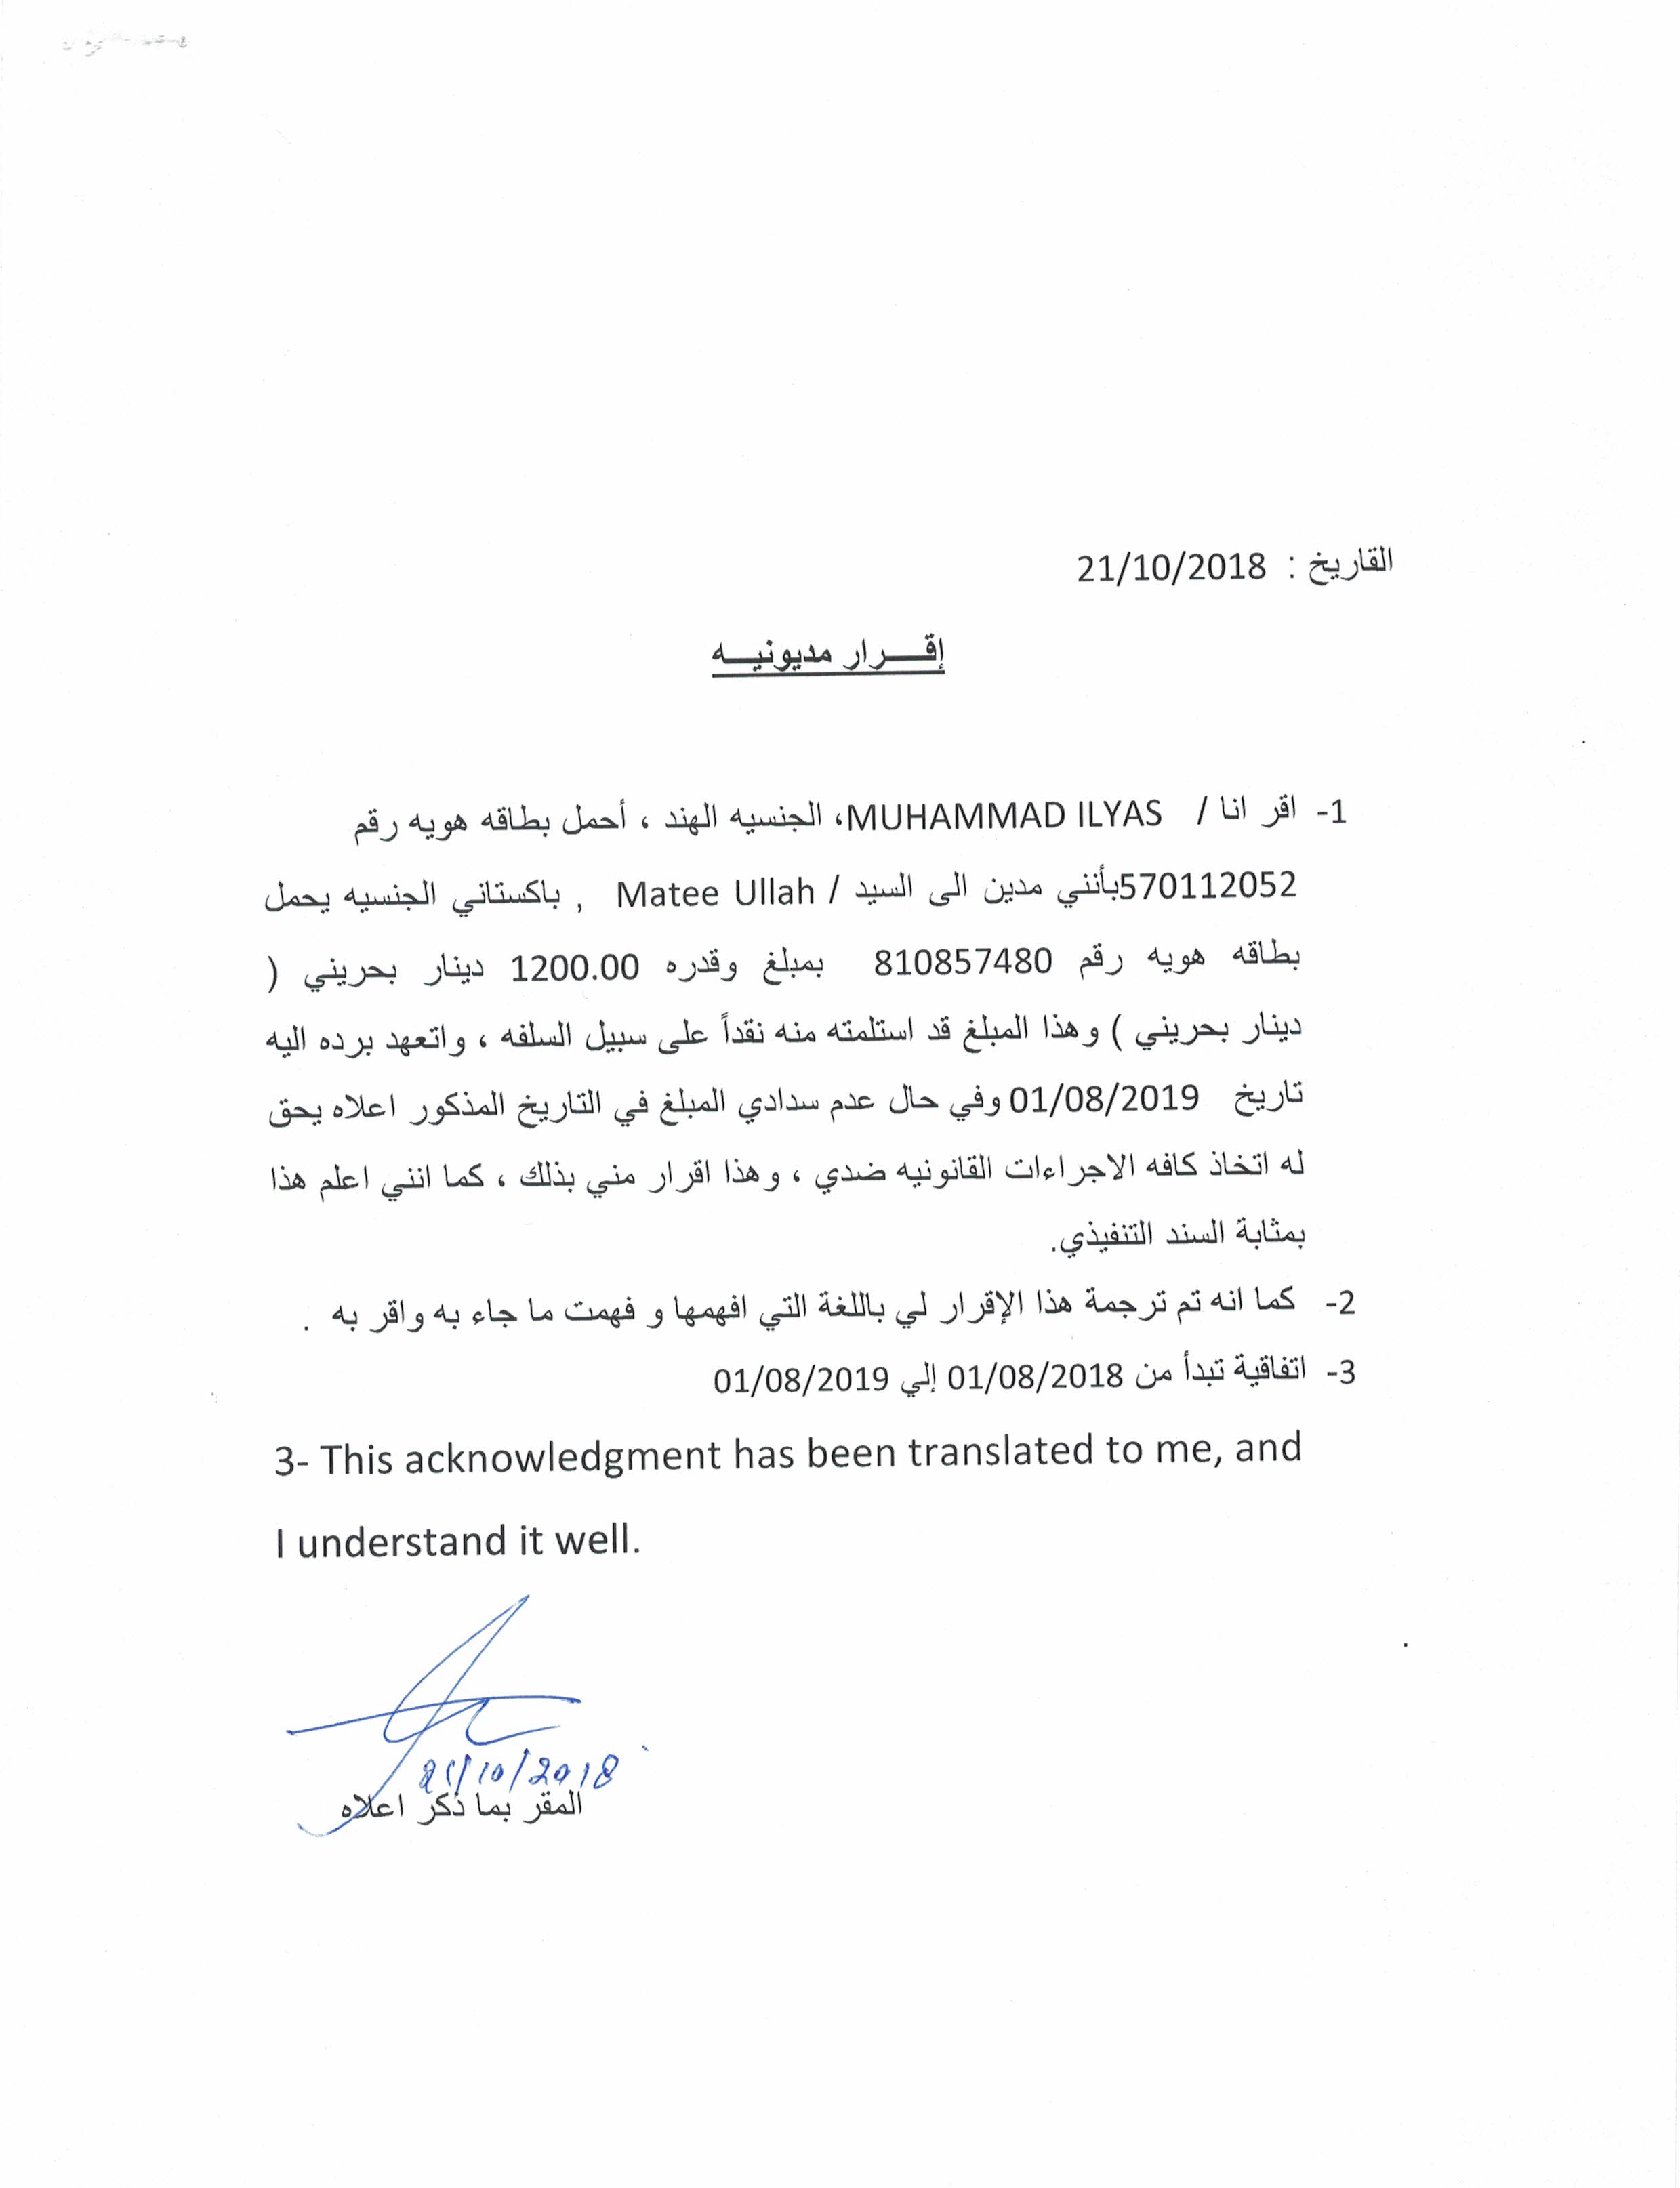 القاريخ : 21/10/2018
إقـــرار مديونيـــه
1- اقر انا / MUHAMMAD ILYAS، الجنسيه الهند ، أحمل بطاقه هويه رقم
570112052بأنني مدين الى السيد / Matee Ullah , باكستاني الجنسيه يحمل
بطاقه هويه رقم 810857480 بمبلغ وقدره 1200.00 دينار بحريني (
دينار بحريني ) وهذا المبلغ قد استلمته منه نقداً على سبيل السلفه ، واتعهد برده اليه
تاريخ 01/08/2019 وفي حال عدم سدادي المبلغ في التاريخ المذكور اعلاه يحق
له اتخاذ كافه الاجراءات القانونيه ضدي ، وهذا اقرار مني بذلك ، كما انني اعلم هذا
بمثابة السند التنفيذي.
2- كما انه تم ترجمة هذا الإقرار لي باللغة التي افهمها و فهمت ما جاء به واقر به .
3- اتفاقية تبدأ من 01/08/2018 إلي 01/08/2019
3- This acknowledgment has been translated to me, and
I understand it well.
21/10/2018
المقر بما ذكر اعلاه